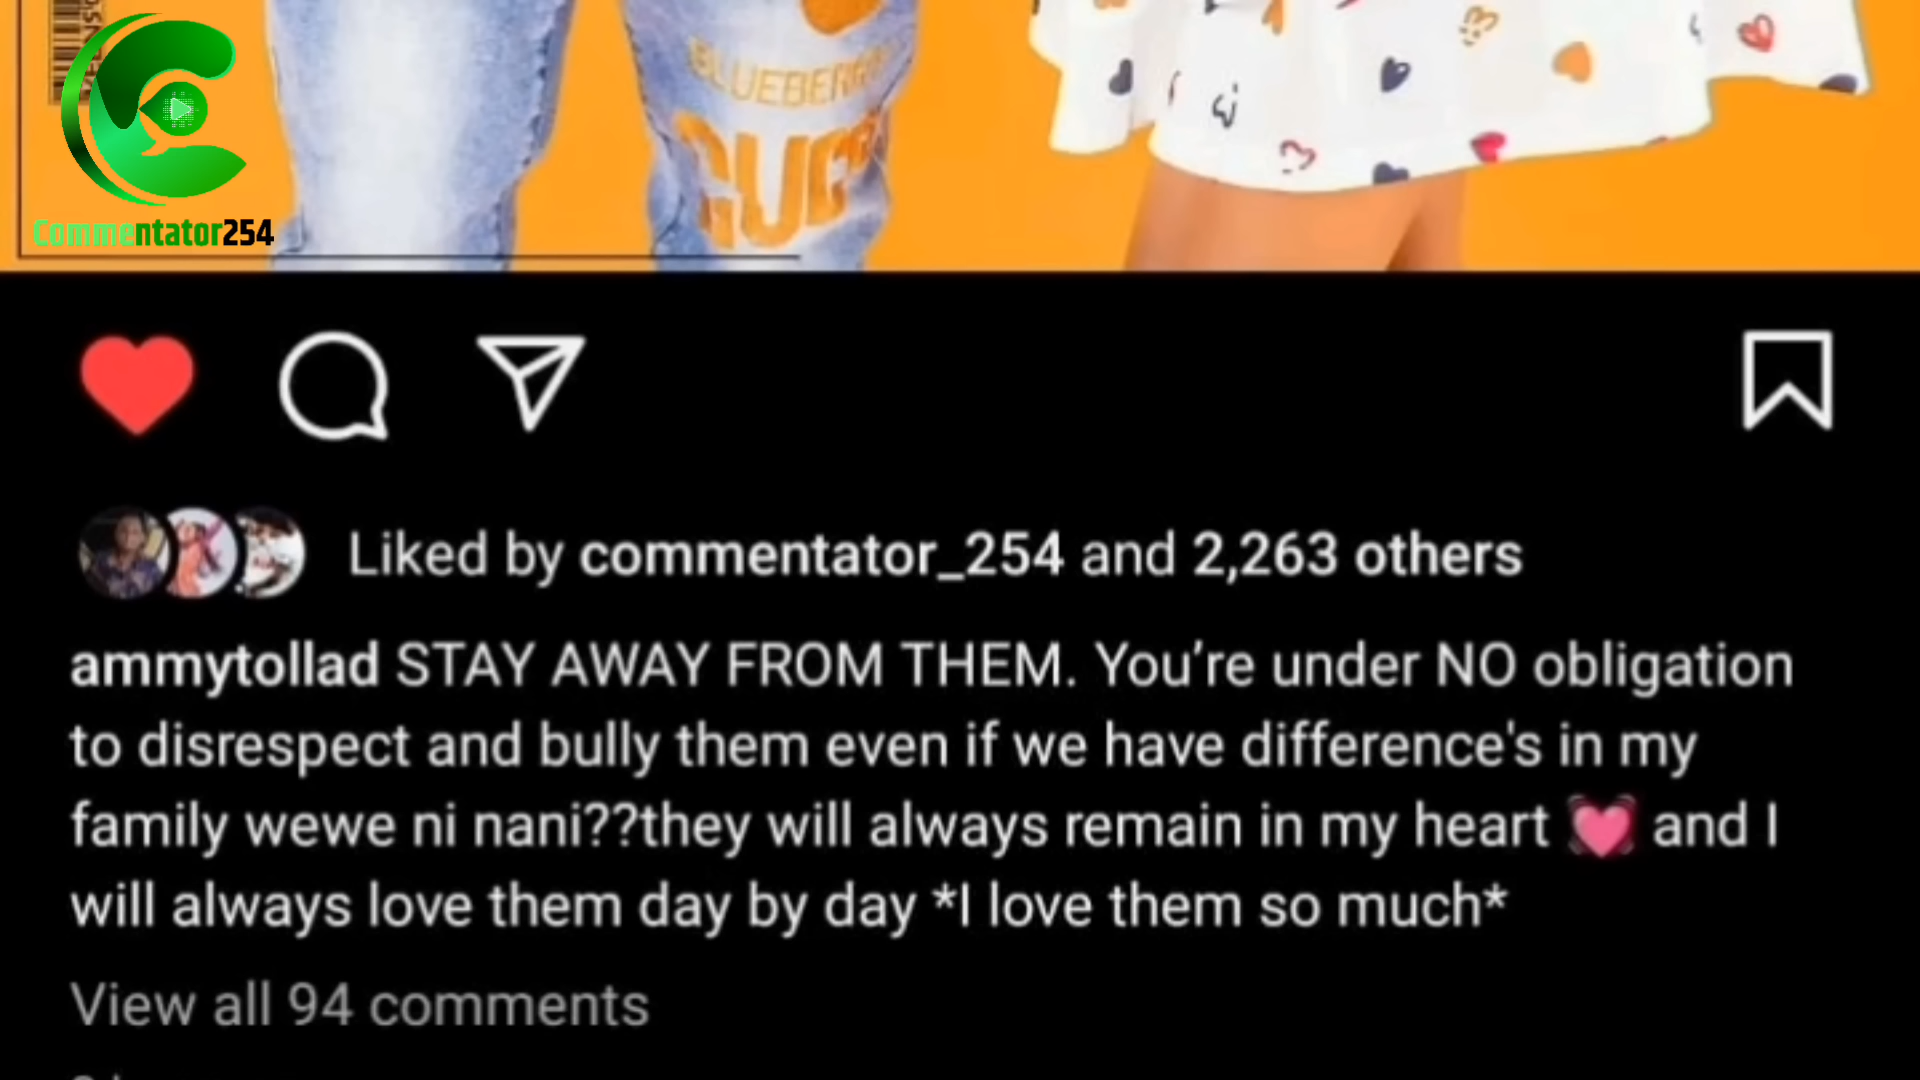 Commentator254
BLUEBERRY
GUCCI
Liked by commentator_254 and 2,263 others
ammytollad STAY AWAY FROM THEM. You’re under NO obligation
to disrespect and bully them even if we have difference's in my
family wewe ni nani??they will always remain in my heart 💓 and I
will always love them day by day *I love them so much*
View all 94 comments